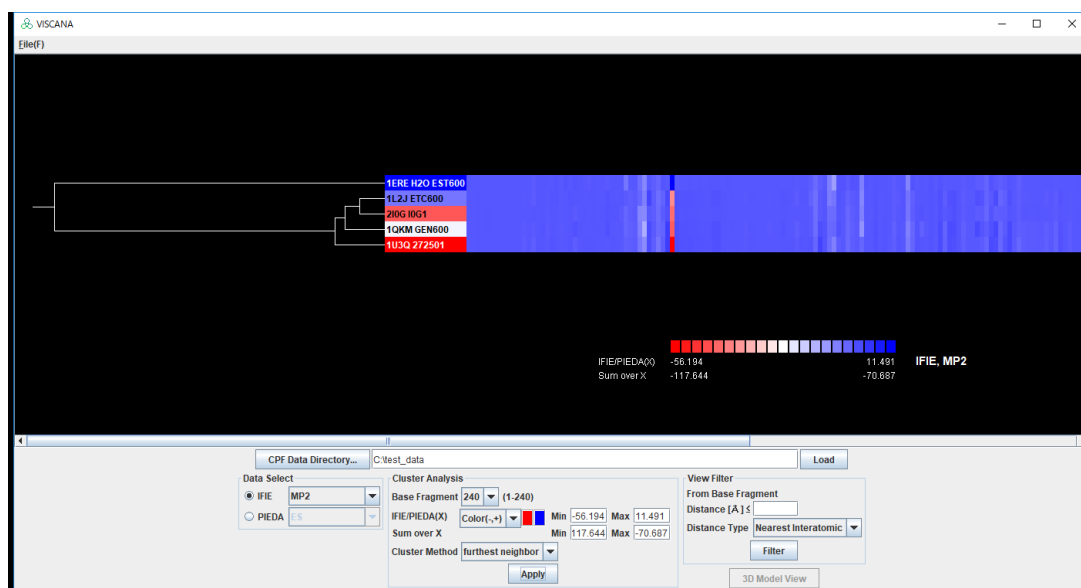 VISCANA
File(F)
1ERE H2O EST600
1L2J ETC600
2I0G I0G1
1QKM GEN600
1U3Q 272501
IFIE/PIEDA(X) -56.194 11.491 IFIE, MP2
Sum over X -117.644 -70.687
CPF Data Directory... C:\test_data Load
Data Select Cluster Analysis View Filter
IFIE MP2 Base Fragment 240 (1-240) From Base Fragment
Distance [Å] ≤
PIEDA ES IFIE/PIEDA(X) Color(-,+) Min -56.194 Max 11.491
Sum over X Min 117.644 Max -70.687 Distance Type Nearest Interatomic
Cluster Method furthest neighbor Filter
Apply 3D Model View